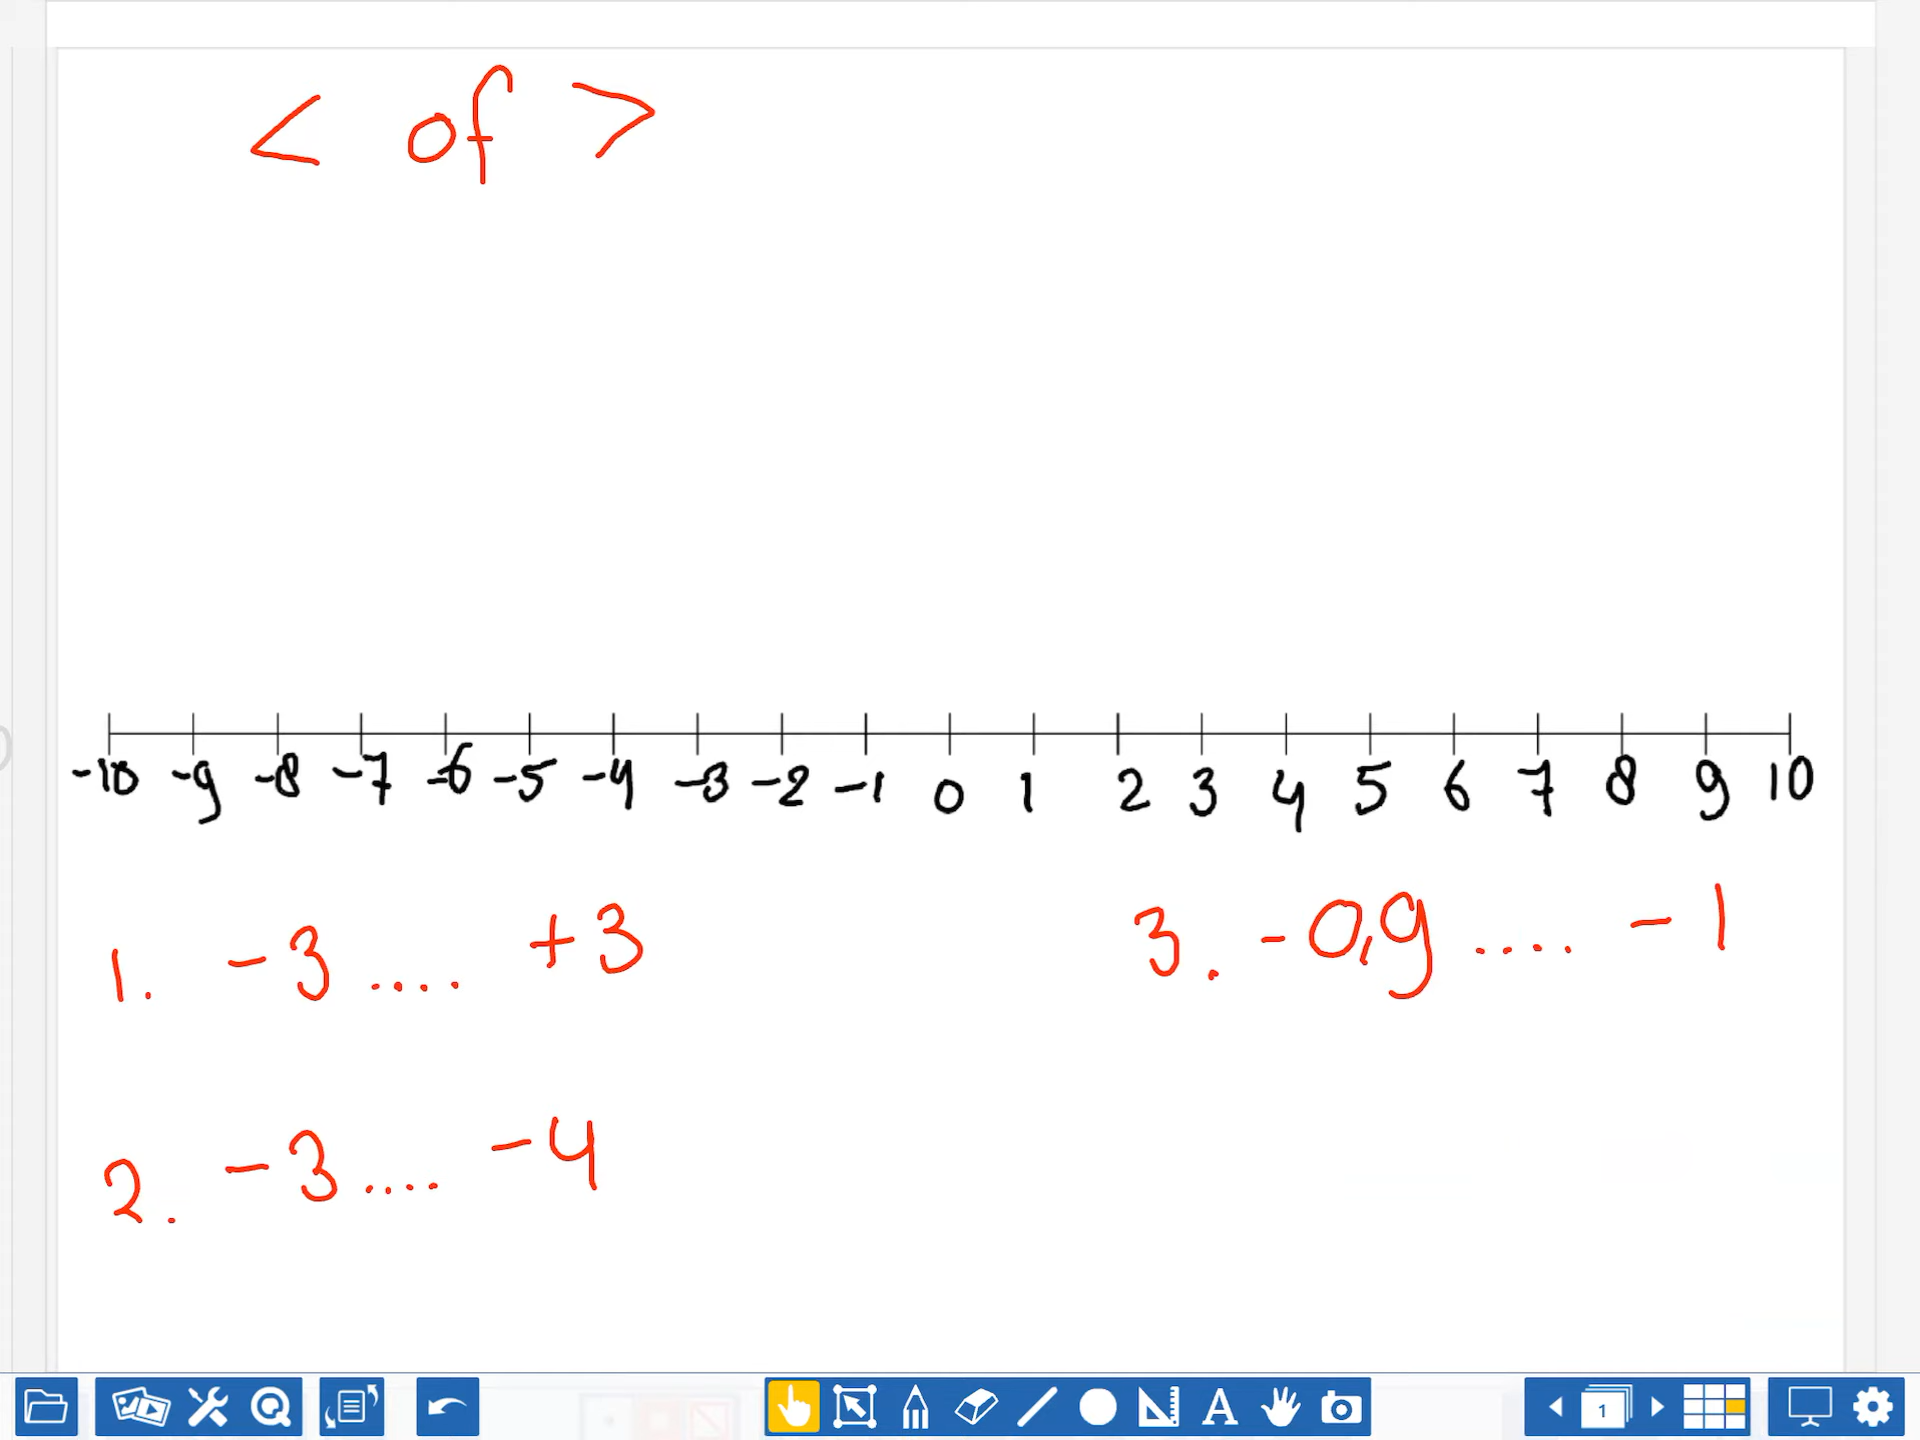 < of >
-10 -9 -8 -7 -6 -5 -4 -3 -2 -1 0 1 2 3 4 5 6 7 8 9 10
1. -3 .... +3
3. -0,9 .... -1
2. -3 .... -4
A 1